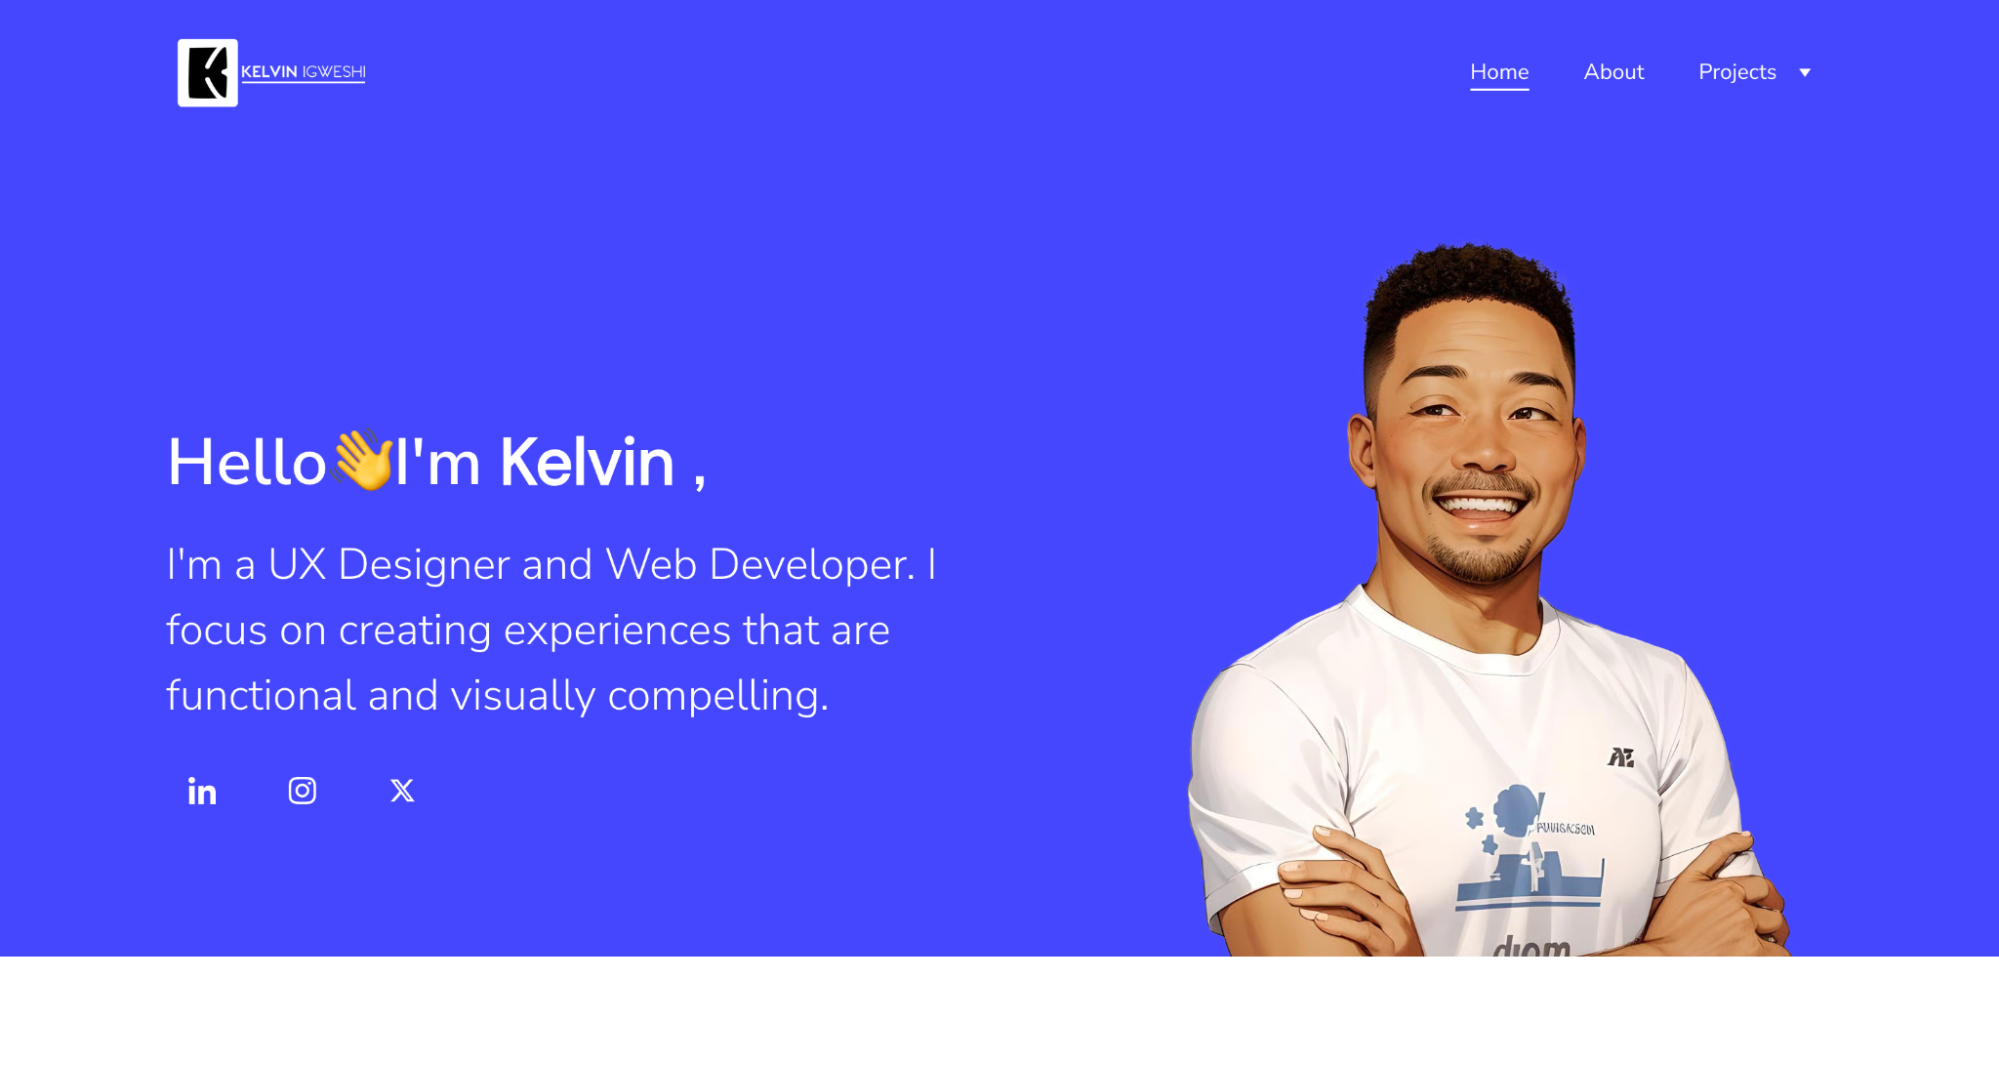 KELVIN IGWESHI
Home About Projects
Hello👋I'm Kelvin ,
I'm a UX Designer and Web Developer. I
focus on creating experiences that are
functional and visually compelling.
in
AE